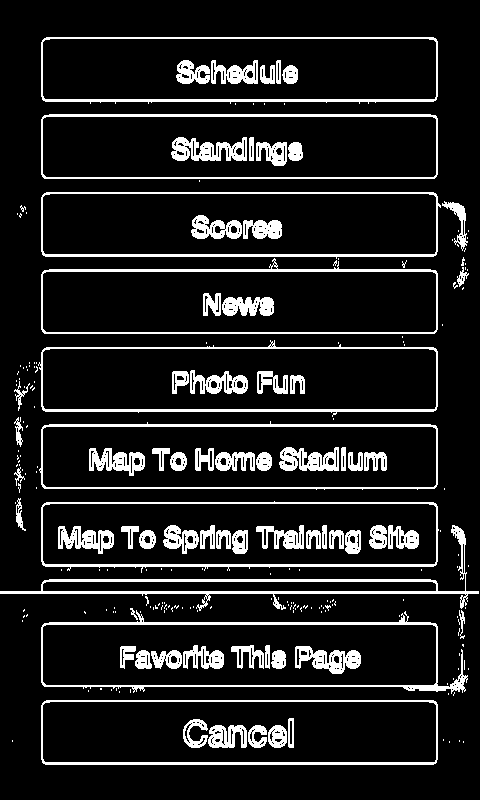 Schedule
Standings
Scores
News
Photo Fun
Map To Home Stadium
Map To Spring Training Site
Favorite This Page
Cancel